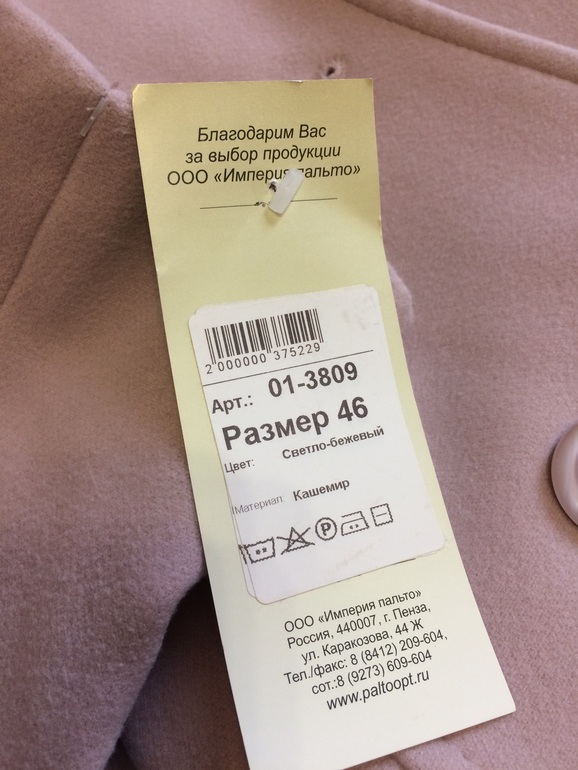 Благодарим Вас
за выбор продукции
ООО «Империя пальто»
2 000000 375229
Арт.: 01-3809
Размер 46
Цвет: Светло-бежевый
Материал: Кашемир
P
ООО «Империя пальто»
Россия, 440007, г. Пенза,
ул. Каракозова, 44 Ж
Тел./факс: 8 (8412) 209-604,
сот.:8 (9273) 609-604
www.paltoopt.ru